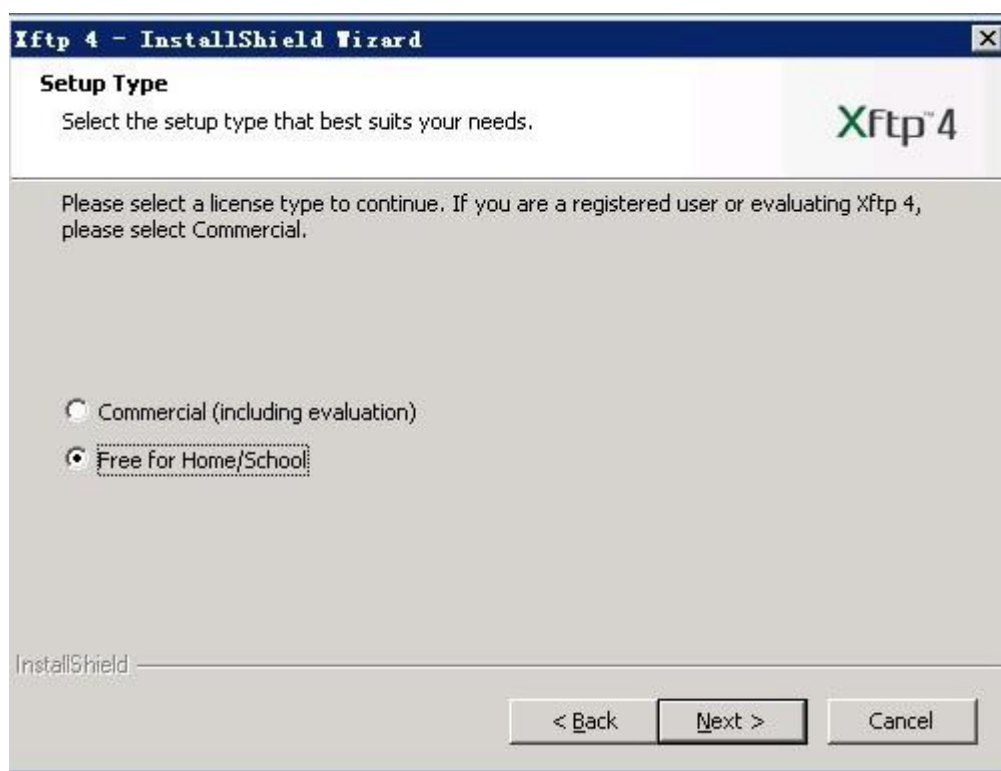 Xftp 4 - InstallShield Wizard
Setup Type
Select the setup type that best suits your needs.
Xftp™4
Please select a license type to continue. If you are a registered user or evaluating Xftp 4,
please select Commercial.
Commercial (including evaluation)
Free for Home/School
InstallShield
< Back
Next >
Cancel